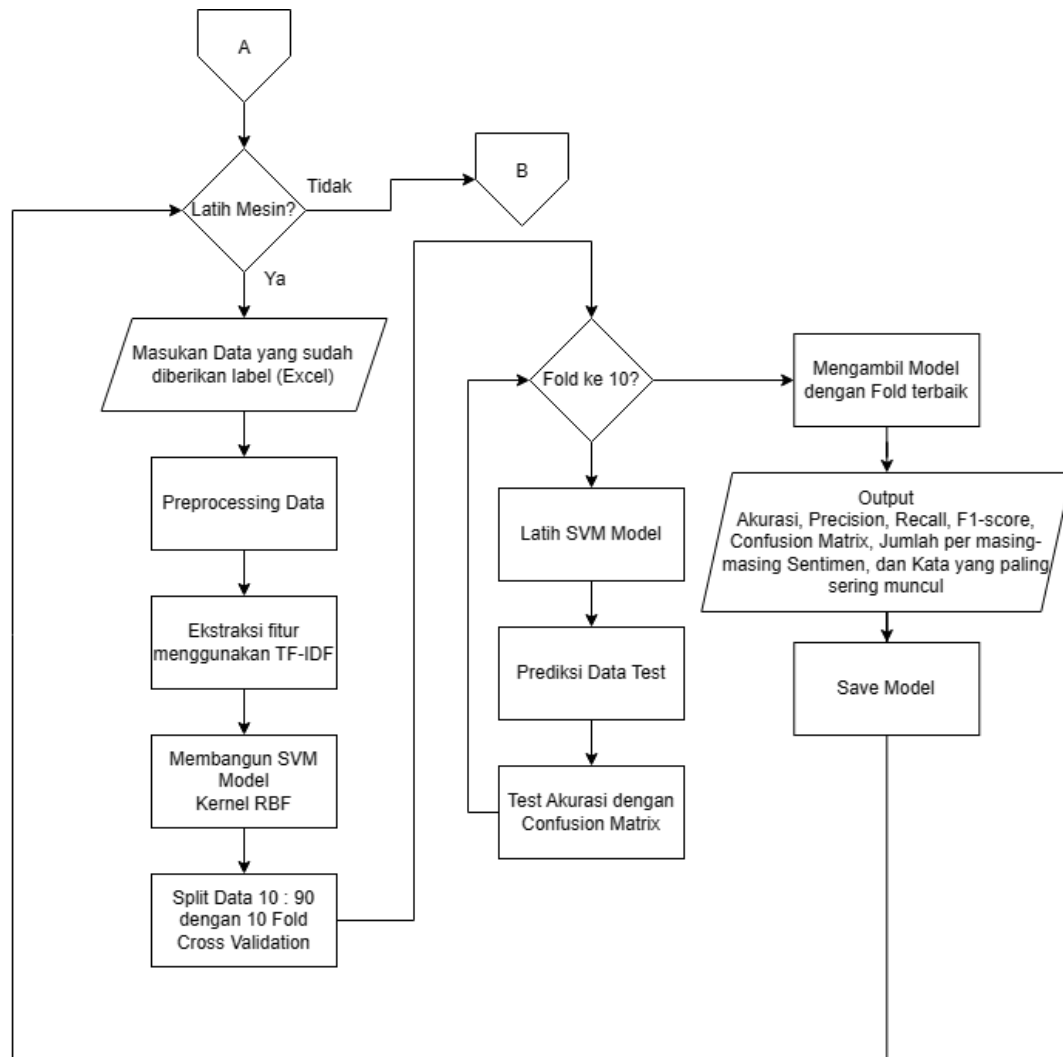 A
Latih Mesin?
Tidak
B
Ya
Masukan Data yang sudah
diberikan label (Excel)
Preprocessing Data
Ekstraksi fitur
menggunakan TF-IDF
Membangun SVM
Model
Kernel RBF
Split Data 10 : 90
dengan 10 Fold
Cross Validation
Fold ke 10?
Latih SVM Model
Prediksi Data Test
Test Akurasi dengan
Confusion Matrix
Mengambil Model
dengan Fold terbaik
Output
Akurasi, Precision, Recall, F1-score,
Confusion Matrix, Jumlah per masing-
masing Sentimen, dan Kata yang paling
sering muncul
Save Model